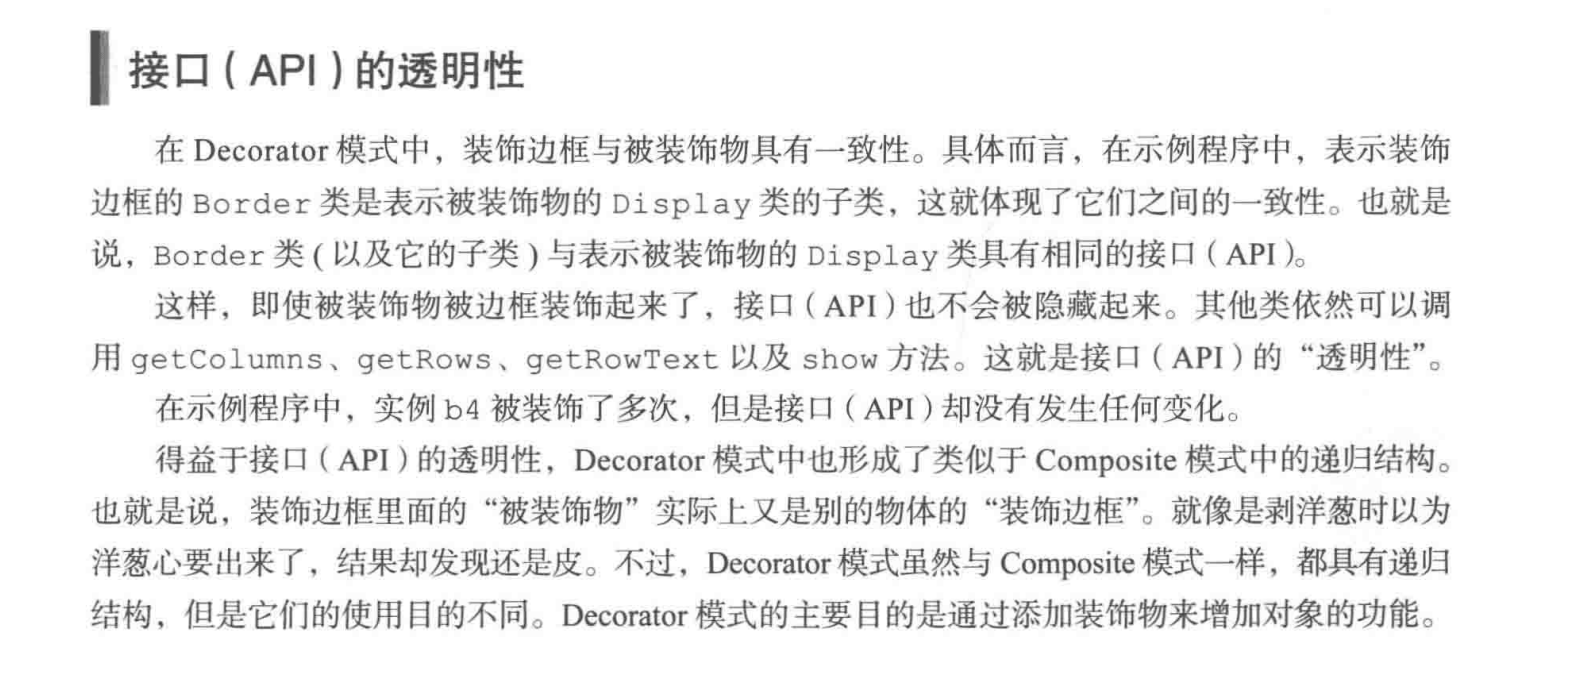 接口（API）的透明性
在 Decorator 模式中，装饰边框与被装饰物具有一致性。具体而言，在示例程序中，表示装饰
边框的 Border 类是表示被装饰物的 Display 类的子类，这就体现了它们之间的一致性。也就是
说，Border 类（以及它的子类）与表示被装饰物的 Display 类具有相同的接口（API）。
这样，即使被装饰物被边框装饰起来了，接口（API）也不会被隐藏起来。其他类依然可以调
用 getColumns、getRows、getRowText 以及 show 方法。这就是接口（API）的“透明性”。
在示例程序中，实例 b4 被装饰了多次，但是接口（API）却没有发生任何变化。
得益于接口（API）的透明性，Decorator 模式中也形成了类似于 Composite 模式中的递归结构。
也就是说，装饰边框里面的“被装饰物”实际上又是别的物体的“装饰边框”。就像是剥洋葱时以为
洋葱心要出来了，结果却发现还是皮。不过，Decorator 模式虽然与 Composite 模式一样，都具有递归
结构，但是它们的使用目的不同。Decorator 模式的主要目的是通过添加装饰物来增加对象的功能。